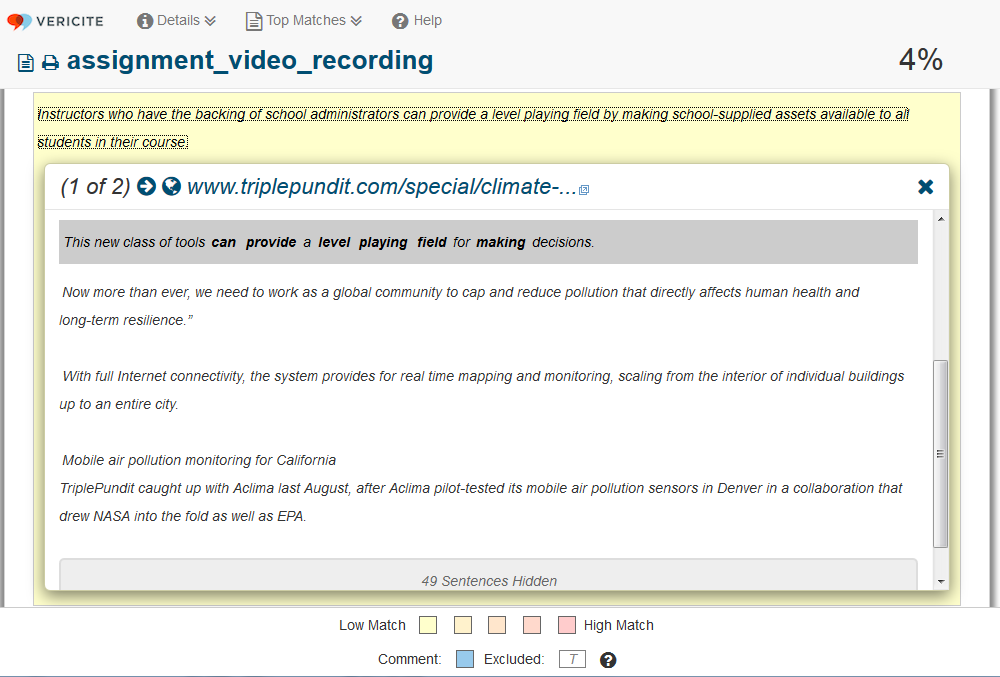 VERICITE Details Top Matches Help
assignment_video_recording 4%
Instructors who have the backing of school administrators can provide a level playing field by making school-supplied assets available to all
students in their course.
(1 of 2) www.triplepundit.com/special/climate-...
This new class of tools can provide a level playing field for making decisions.
Now more than ever, we need to work as a global community to cap and reduce pollution that directly affects human health and
long-term resilience.”
With full Internet connectivity, the system provides for real time mapping and monitoring, scaling from the interior of individual buildings
up to an entire city.
Mobile air pollution monitoring for California
TriplePundit caught up with Aclima last August, after Aclima pilot-tested its mobile air pollution sensors in Denver in a collaboration that
drew NASA into the fold as well as EPA.
49 Sentences Hidden
Low Match High Match
Comment: Excluded: T ?